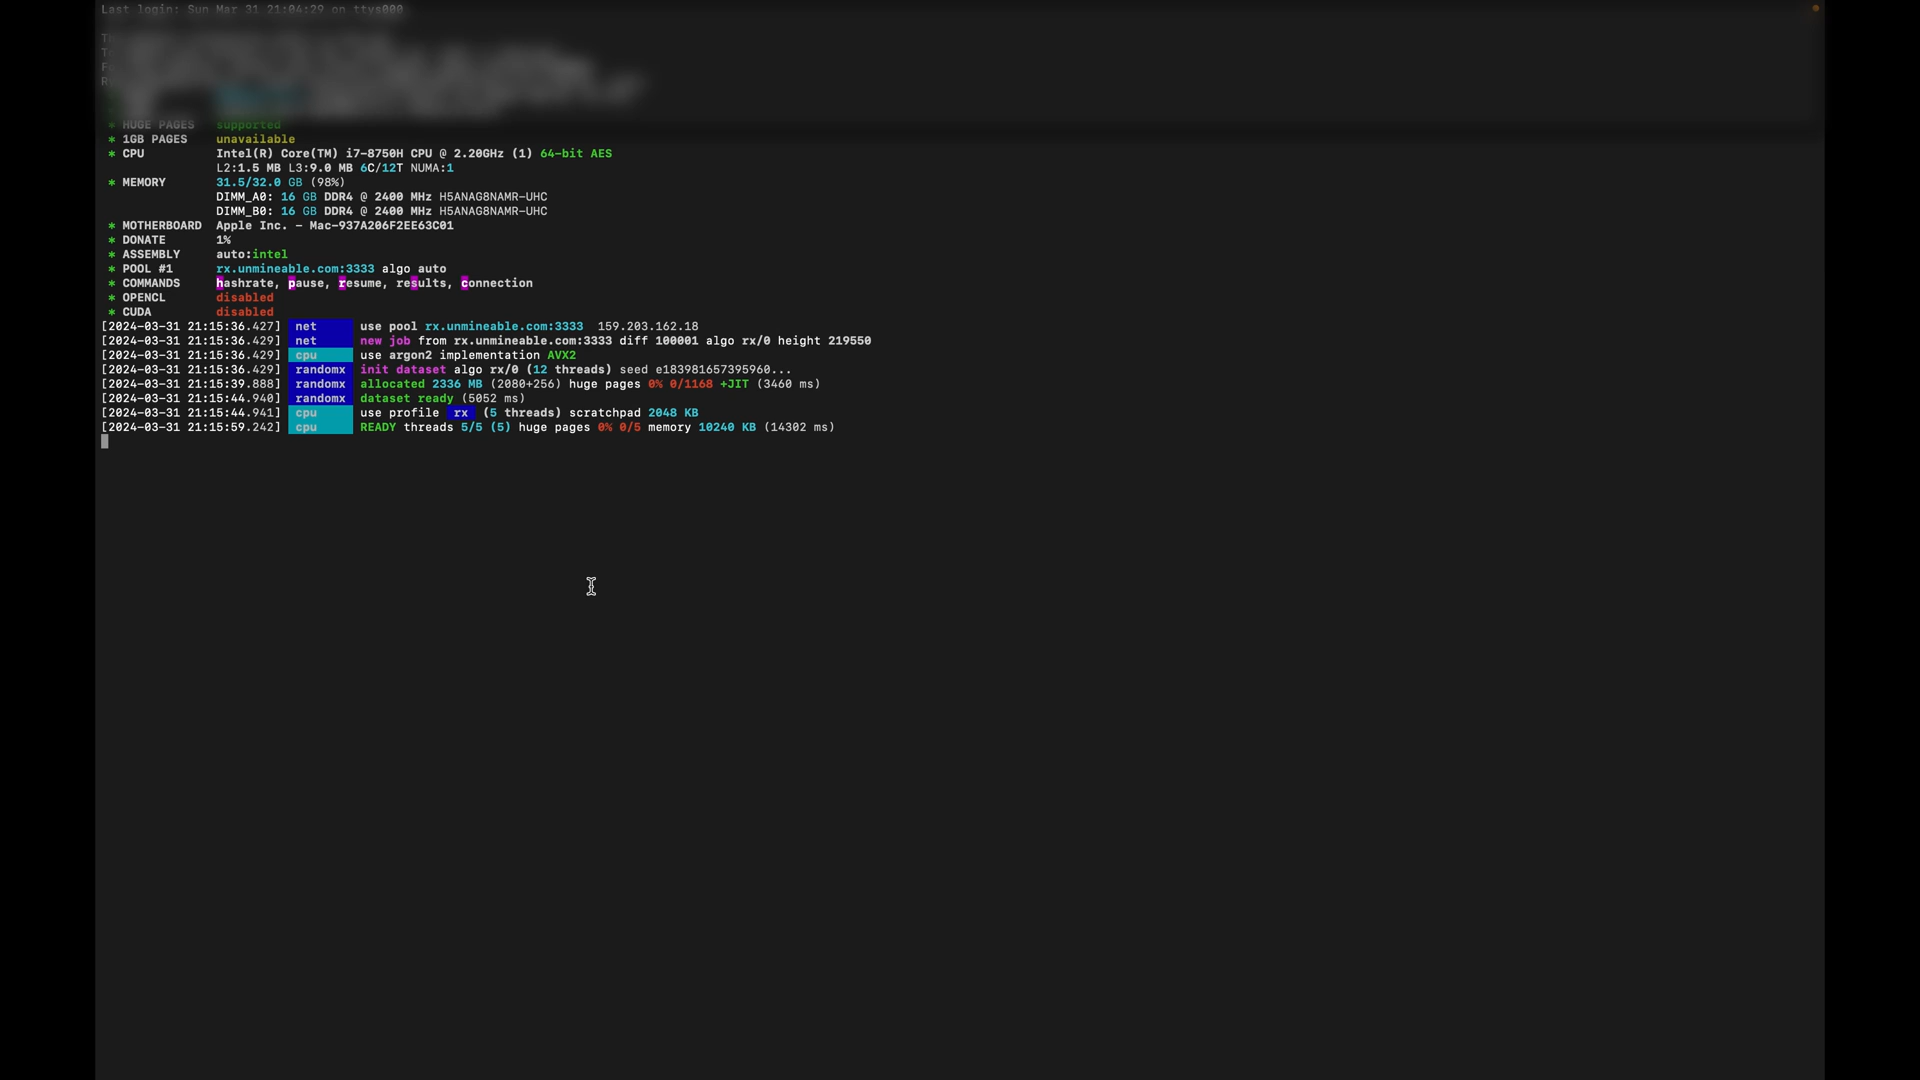 Last login: Sun Mar 31 21:04:29 on ttys000
* HUGE PAGES supported
* 1GB PAGES unavailable
* CPU Intel(R) Core(TM) i7-8750H CPU @ 2.20GHz (1) 64-bit AES
L2:1.5 MB L3:9.0 MB 6C/12T NUMA:1
* MEMORY 31.5/32.0 GB (98%)
DIMM_A0: 16 GB DDR4 @ 2400 MHz H5ANAG8NAMR-UHC
DIMM_B0: 16 GB DDR4 @ 2400 MHz H5ANAG8NAMR-UHC
* MOTHERBOARD Apple Inc. - Mac-937A206F2EE63C01
* DONATE 1%
* ASSEMBLY auto:intel
* POOL #1 rx.unmineable.com:3333 algo auto
* COMMANDS hashrate, pause, resume, results, connection
* OPENCL disabled
* CUDA disabled
[2024-03-31 21:15:36.427] net use pool rx.unmineable.com:3333 159.203.162.18
[2024-03-31 21:15:36.429] net new job from rx.unmineable.com:3333 diff 100001 algo rx/0 height 219550
[2024-03-31 21:15:36.429] cpu use argon2 implementation AVX2
[2024-03-31 21:15:36.429] randomx init dataset algo rx/0 (12 threads) seed e183981657395960...
[2024-03-31 21:15:39.888] randomx allocated 2336 MB (2080+256) huge pages 0% 0/1168 +JIT (3460 ms)
[2024-03-31 21:15:44.940] randomx dataset ready (5052 ms)
[2024-03-31 21:15:44.941] cpu use profile rx (5 threads) scratchpad 2048 KB
[2024-03-31 21:15:59.242] cpu READY threads 5/5 (5) huge pages 0% 0/5 memory 10240 KB (14302 ms)